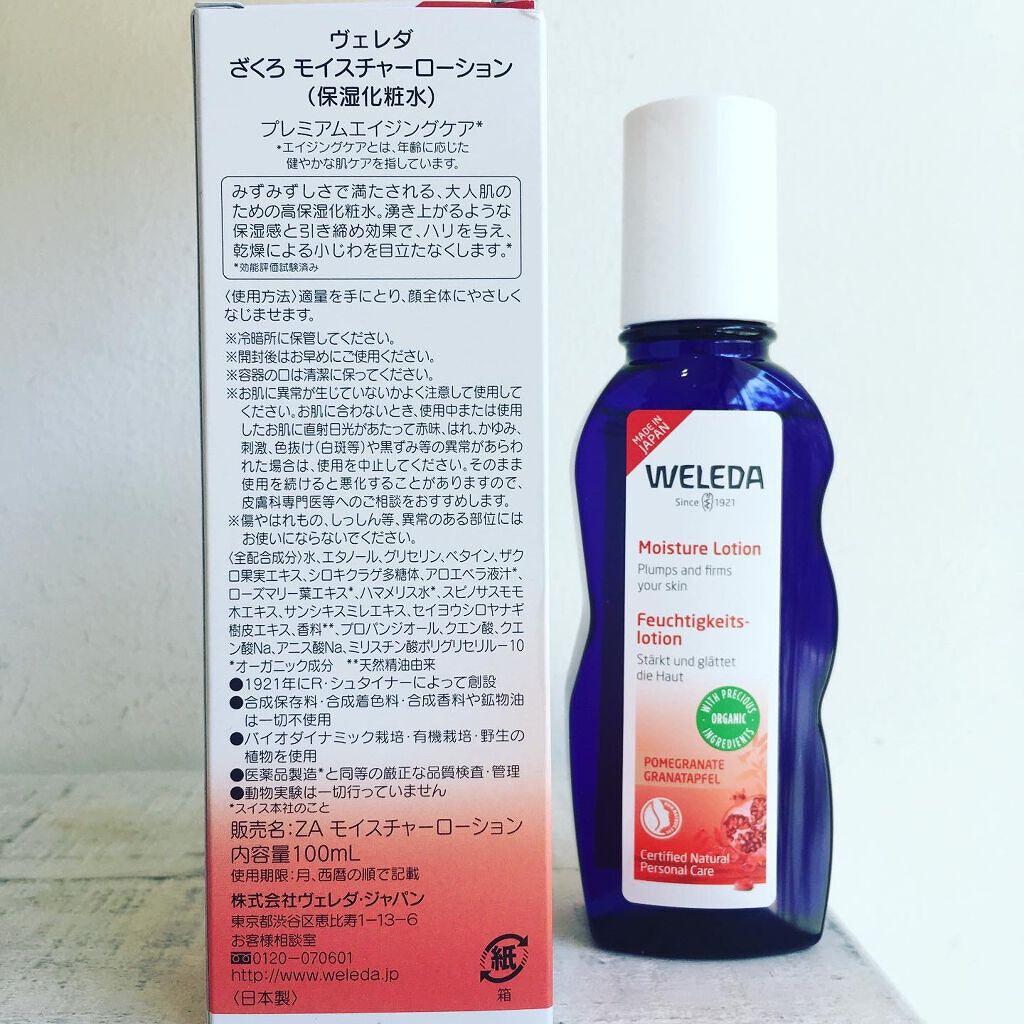 ヴェレダ
ざくろ モイスチャーローション
(保湿化粧水)
プレミアムエイジングケア*
*エイジングケアとは、年齢に応じた
健やかな肌ケアを指しています。
みずみずしさで満たされる、大人肌の
ための高保湿化粧水。湧き上がるような
保湿感と引き締め効果で、ハリを与え、
乾燥による小じわを目立たなくします。*
*効能評価試験済み
〈使用方法〉適量を手にとり、顔全体にやさしく
なじませます。
※冷暗所に保管してください。
※開封後はお早めにご使用ください。
※容器の口は清潔に保ってください。
※お肌に異常が生じていないかよく注意して使用して
ください。お肌に合わないとき、使用中または使用
したお肌に直射日光があたって赤味、はれ、かゆみ、
刺激、色抜け(白斑等)や黒ずみ等の異常があらわ
れた場合は、使用を中止してください。そのまま
使用を続けると悪化することがありますので、
皮膚科専門医等へのご相談をおすすめします。
※傷やはれもの、しっしん等、異常のある部位には
お使いにならないでください。
〈全配合成分〉水、エタノール、グリセリン、ベタイン、ザク
ロ果実エキス、シロキクラゲ多糖体、アロエベラ液汁*、
ローズマリー葉エキス*、ハマメリス水*、スピノサスモモ
木エキス、サンシキスミレエキス、セイヨウシロヤナギ
樹皮エキス、香料**、プロパンジオール、クエン酸、クエ
ン酸Na、アニス酸Na、ミリスチン酸ポリグリセリル-10
*オーガニック成分 **天然精油由来
●1921年にR・シュタイナーによって創設
●合成保存料・合成着色料・合成香料や鉱物油
は一切不使用
●バイオダイナミック栽培・有機栽培・野生の
植物を使用
●医薬品製造*と同等の厳正な品質検査・管理
●動物実験は一切行っていません
*スイス本社のこと
販売名:ZA モイスチャーローション
内容量100mL
使用期限:月、西暦の順で記載
株式会社ヴェレダ・ジャパン
東京都渋谷区恵比寿1-13-6
お客様相談室
0120-070601
http://www.weleda.jp
〈日本製〉
紙
箱
MADE IN
JAPAN
WELEDA
Since 1921
Moisture Lotion
Plumps and firms
your skin
Feuchtigkeits-
lotion
Stärkt und glättet
die Haut
WITH PRECIOUS
ORGANIC
INGREDIENTS
POMEGRANATE
GRANATAPFEL
Certified Natural
Personal Care